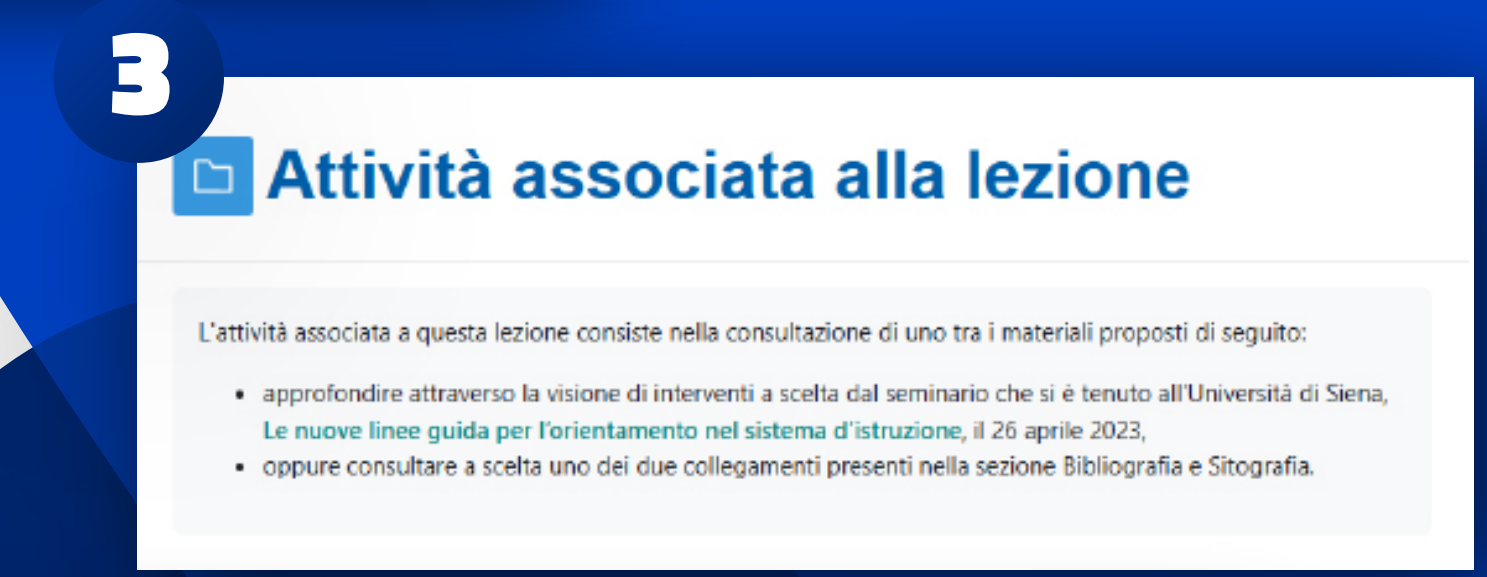 3
Attività associata alla lezione
L'attività associata a questa lezione consiste nella consultazione di uno tra i materiali proposti di seguito:
• approfondire attraverso la visione di interventi a scelta dal seminario che si è tenuto all'Università di Siena,
Le nuove linee guida per l'orientamento nel sistema d'istruzione, il 26 aprile 2023,
• oppure consultare a scelta uno dei due collegamenti presenti nella sezione Bibliografia e Sitografia.